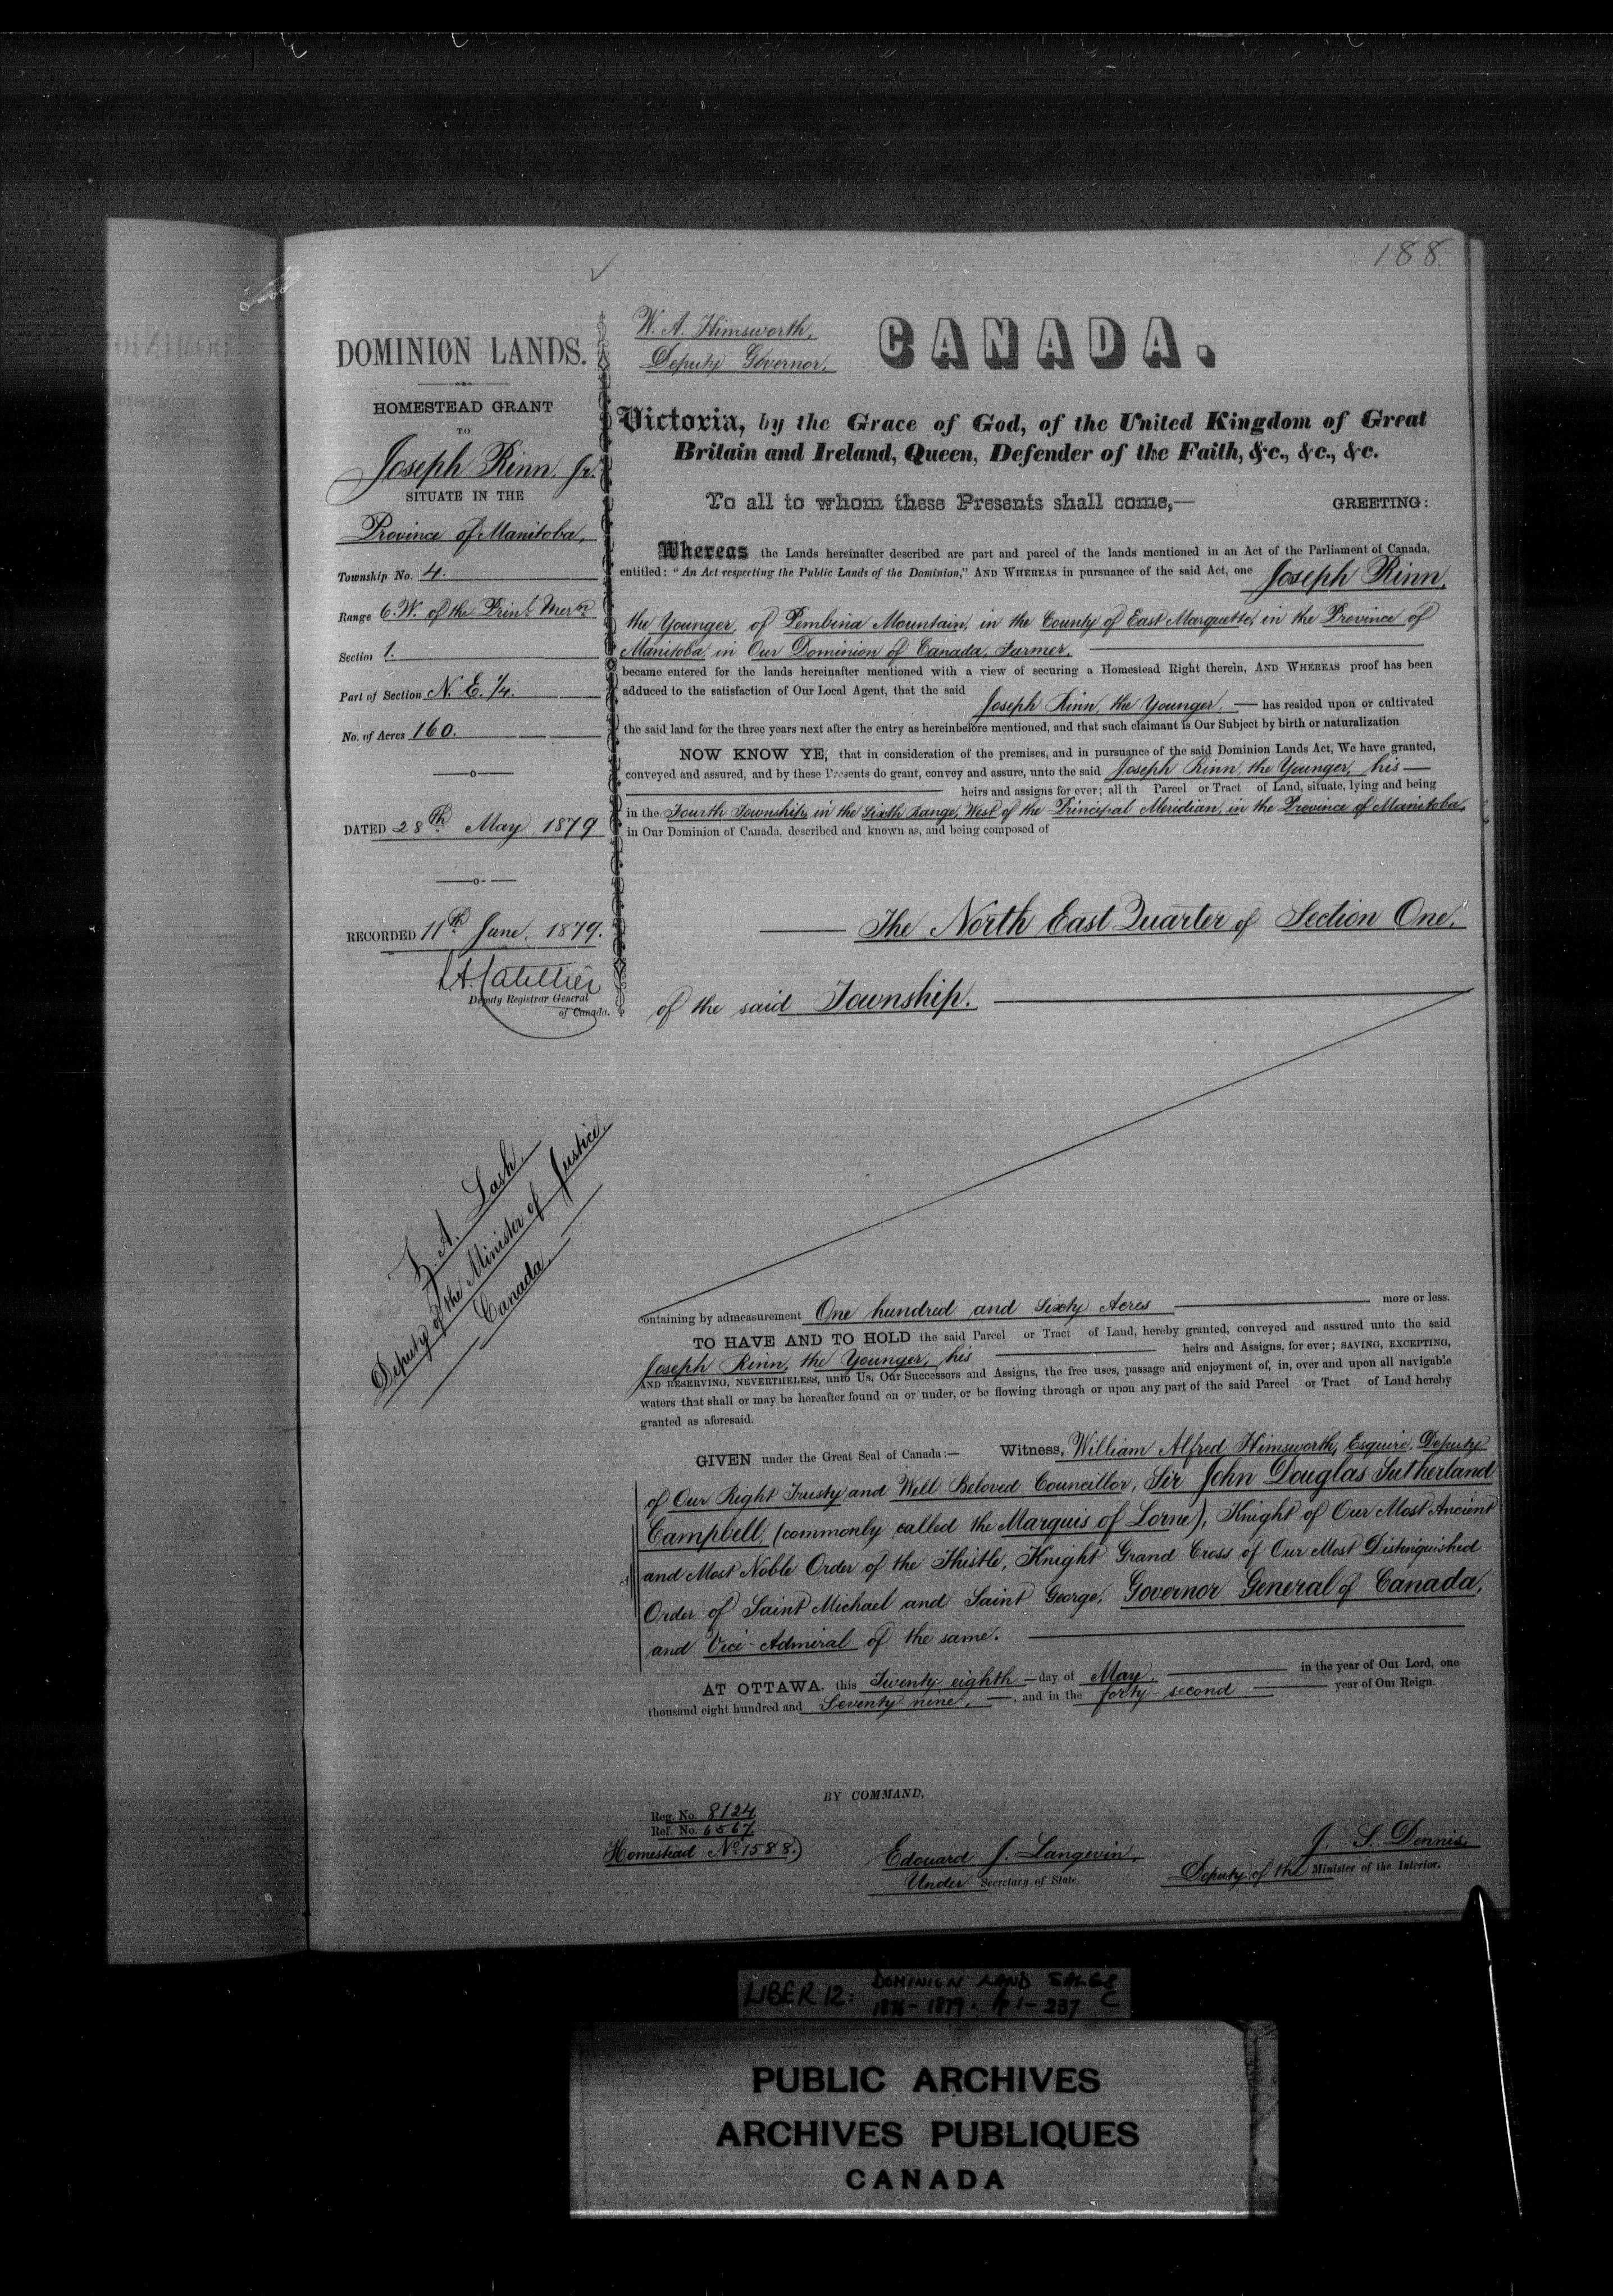 188.
W. A. Himsworth,
Deputy Governor.
CANADA.
DOMINION LANDS.
HOMESTEAD GRANT
TO
Joseph Rinn, Jr.
SITUATE IN THE
Province of Manitoba,
Township No. 4.
Range 6. W. of the Prin.l Mer.n
Section 1.
Part of Section N. E. 1/4.
No. of Acres 160.
DATED 28th May 1879
RECORDED 11th June, 1879.
Deputy Registrar General
of Canada.
Z. A. Lash,
Deputy of the Minister of Justice,
Canada.
Victoria, by the Grace of God, of the United Kingdom of Great
Britain and Ireland, Queen, Defender of the Faith, &c., &c., &c.
To all to whom these Presents shall come,— GREETING:
Whereas the Lands hereinafter described are part and parcel of the lands mentioned in an Act of the Parliament of Canada,
entitled: "An Act respecting the Public Lands of the Dominion," AND WHEREAS in pursuance of the said Act, one Joseph Rinn,
the Younger, of Pembina Mountain, in the County of East Marquette, in the Province of
Manitoba, in Our Dominion of Canada, Farmer,
became entered for the lands hereinafter mentioned with a view of securing a Homestead Right therein, AND WHEREAS proof has been
adduced to the satisfaction of Our Local Agent, that the said
Joseph Rinn, the Younger, — has resided upon or cultivated
the said land for the three years next after the entry as hereinbefore mentioned, and that such claimant is Our Subject by birth or naturalization
NOW KNOW YE, that in consideration of the premises, and in pursuance of the said Dominion Lands Act, We have granted,
conveyed and assured, and by these Presents do grant, convey and assure, unto the said Joseph Rinn, the Younger, his —
heirs and assigns for ever; all th Parcel or Tract of Land, situate, lying and being
in the Fourth Township, in the Sixth Range, West of the Principal Meridian, in the Province of Manitoba,
in Our Dominion of Canada, described and known as, and being composed of
The North East Quarter of Section One,
of the said Township.
containing by admeasurement One hundred and Sixty Acres more or less.
TO HAVE AND TO HOLD the said Parcel or Tract of Land, hereby granted, conveyed and assured unto the said
Joseph Rinn, the Younger, his heirs and Assigns, for ever; SAVING, EXCEPTING,
AND RESERVING, NEVERTHELESS, unto Us, Our Successors and Assigns, the free uses, passage and enjoyment of, in, over and upon all navigable
waters that shall or may be hereafter found on or under, or be flowing through or upon any part of the said Parcel or Tract of Land hereby
granted as aforesaid.
GIVEN under the Great Seal of Canada:— Witness, William Alfred Himsworth, Esquire, Deputy
of Our Right Trusty and Well Beloved Councillor, Sir John Douglas Sutherland
Campbell, (commonly called the Marquis of Lorne), Knight of Our Most Ancient
and Most Noble Order of the Thistle, Knight Grand Cross of Our Most Distinguished
Order of Saint Michael and Saint George, Governor General of Canada,
and Vice-Admiral of the same.
AT OTTAWA, this Twenty eighth — day of May, in the year of Our Lord, one
thousand eight hundred and Seventy nine, —, and in the forty-second year of Our Reign.
BY COMMAND,
Reg. No. 8124.
Ref. No. 6567.
Homestead No. 1588.)
Edouard J. Langevin,
Under Secretary of State.
J. S. Dennis,
Deputy of the Minister of the Interior.
LIBER 12: DOMINION LAND SALES
1876-1879. pp 1-237 C
PUBLIC ARCHIVES
ARCHIVES PUBLIQUES
CANADA